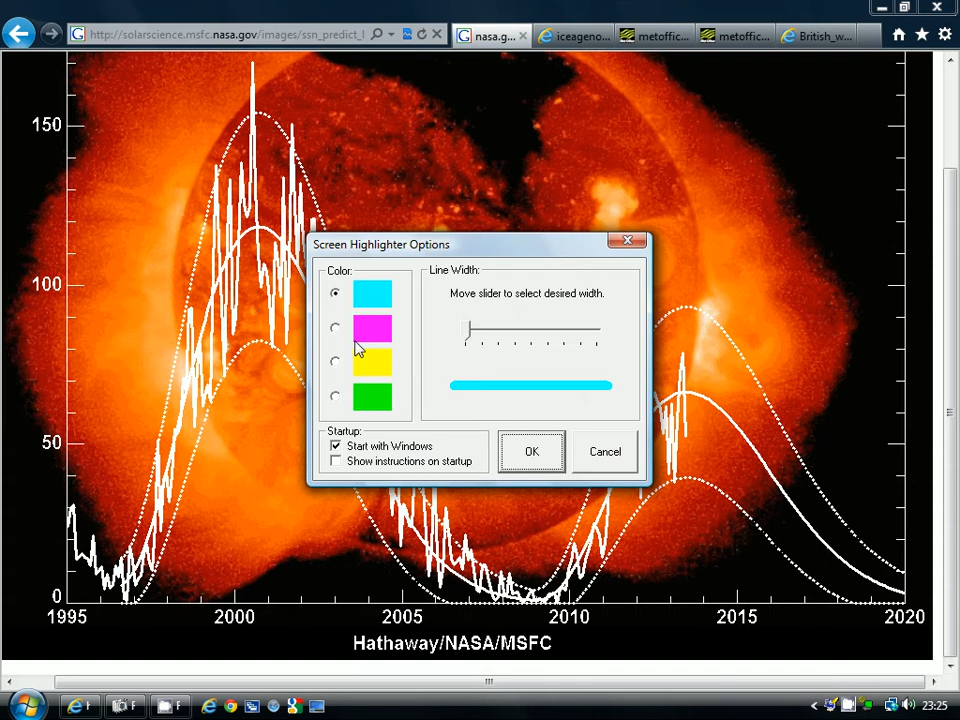 http://solarscience.msfc.nasa.gov/images/ssn_predict_l
nasa.g...
iceageno...
metoffic...
metoffic...
British_w...
150
100
50
0
1995
2000
2005
2010
2015
2020
Hathaway/NASA/MSFC
Screen Highlighter Options
Color:
Line Width:
Move slider to select desired width.
Startup:
Start with Windows
Show instructions on startup
OK
Cancel
23:25